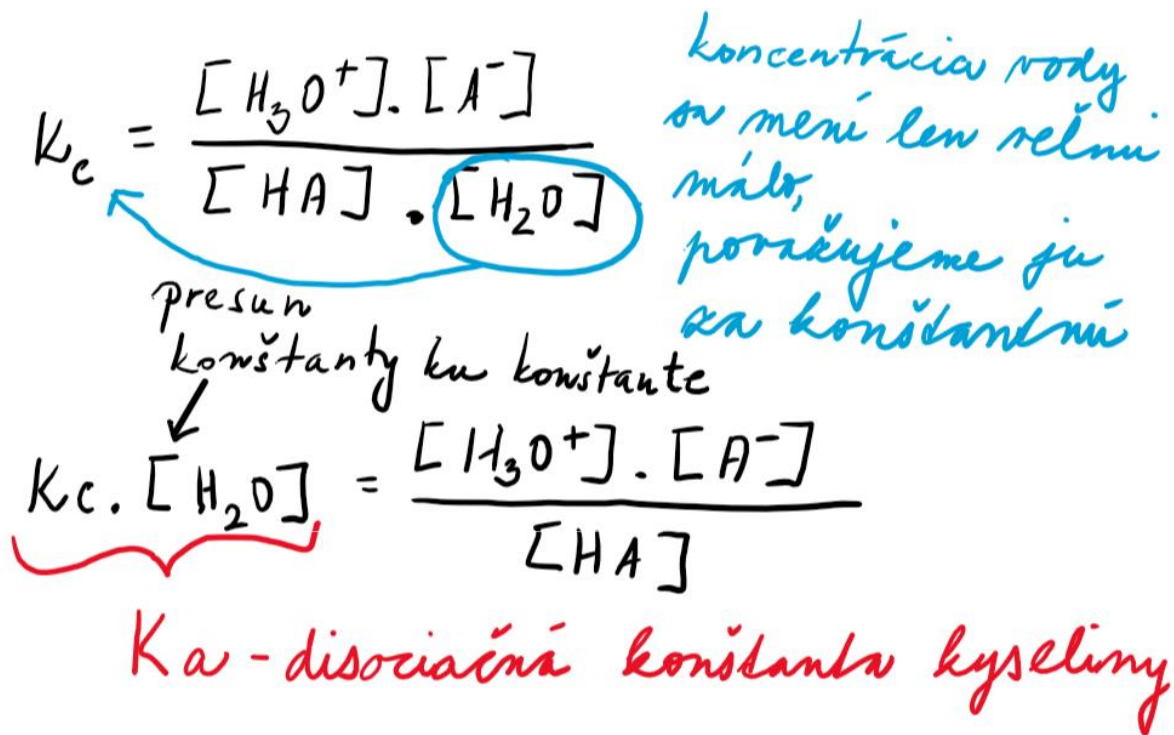 Kc = [H₃O⁺].[A⁻] / [HA].[H₂O]
koncentrácia vody
sa mení len veľmi
málo,
považujeme ju
za konštantnú
presun
konštanty ku konštante
Kc.[H₂O] = [H₃O⁺].[A⁻] / [HA]
Ka - disociačná konštanta kyseliny